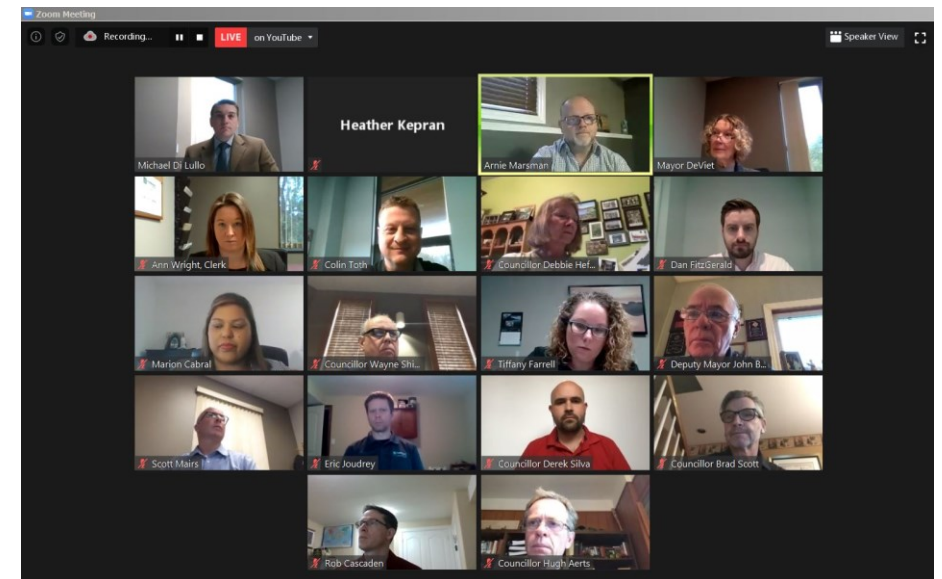 Zoom Meeting
Recording...
LIVE on YouTube
Speaker View
Heather Kepran
Michael Di Lullo
Arnie Marsman
Mayor DeViet
Ann Wright, Clerk
Colin Toth
Councillor Debbie Hef...
Dan FitzGerald
Marion Cabral
Councillor Wayne Shi...
Tiffany Farrell
Deputy Mayor John B...
Scott Mairs
Eric Joudrey
Councillor Derek Silva
Councillor Brad Scott
Rob Cascaden
Councillor Hugh Aerts